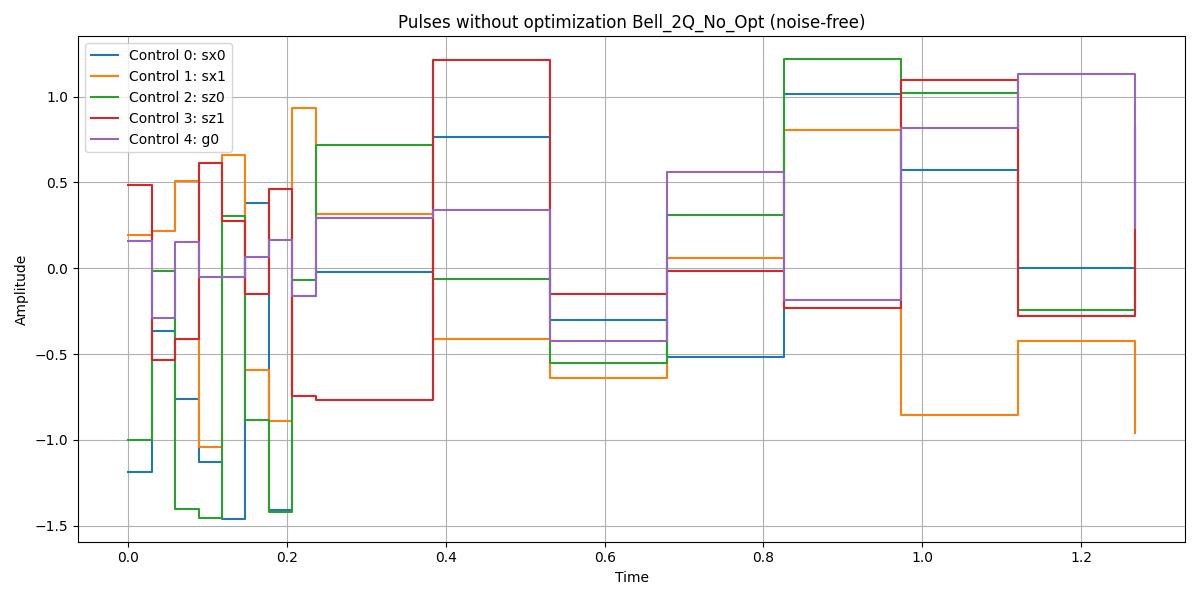 Pulses without optimization Bell_2Q_No_Opt (noise-free)
Control 0: sx0
Control 1: sx1
Control 2: sz0
Control 3: sz1
Control 4: g0
Amplitude
1.0
0.5
0.0
−0.5
−1.0
−1.5
0.0 0.2 0.4 0.6 0.8 1.0 1.2
Time